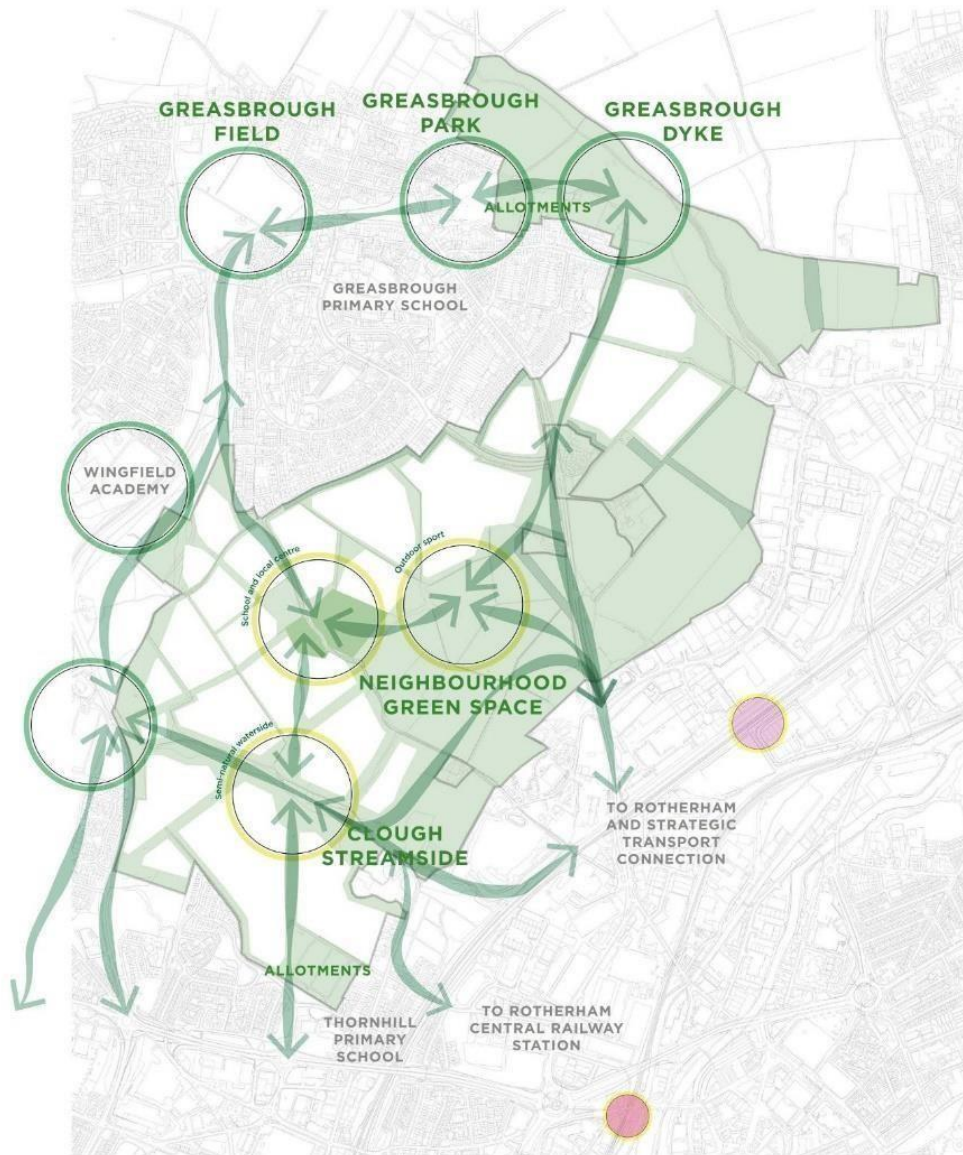 GREASBROUGH
FIELD
GREASBROUGH
PARK
GREASBROUGH
DYKE
ALLOTMENTS
GREASBROUGH
PRIMARY SCHOOL
WINGFIELD
ACADEMY
School and local centre
Outdoor sport
NEIGHBOURHOOD
GREEN SPACE
Semi-natural waterside
CLOUGH
STREAMSIDE
TO ROTHERHAM
AND STRATEGIC
TRANSPORT
CONNECTION
ALLOTMENTS
THORNHILL
PRIMARY
SCHOOL
TO ROTHERHAM
CENTRAL RAILWAY
STATION